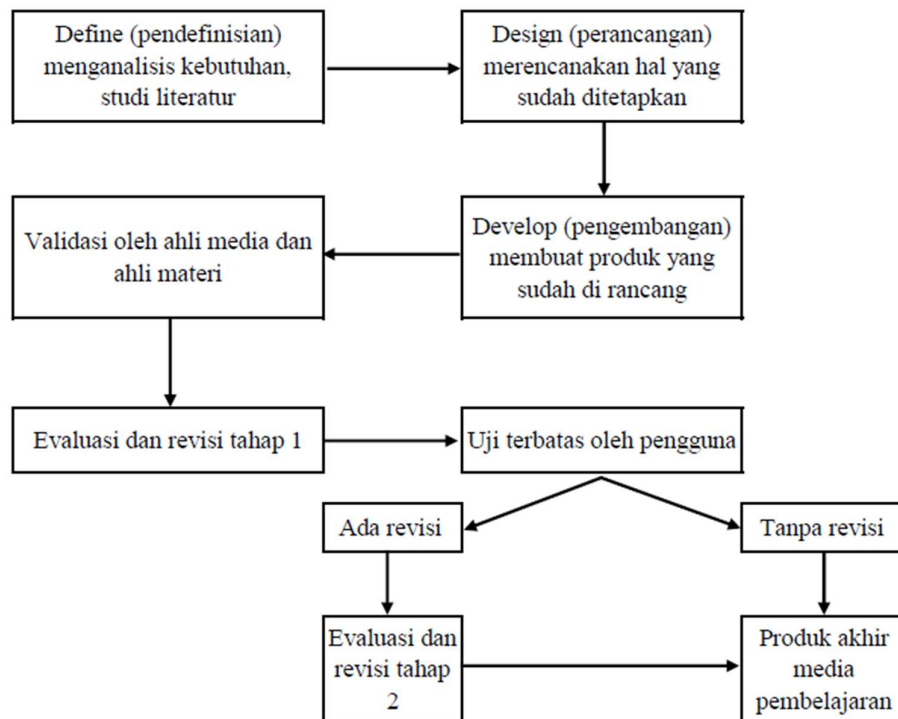 Define (pendefinisian)
menganalisis kebutuhan,
studi literatur
Design (perancangan)
merencanakan hal yang
sudah ditetapkan
Develop (pengembangan)
membuat produk yang
sudah di rancang
Validasi oleh ahli media dan
ahli materi
Evaluasi dan revisi tahap 1
Uji terbatas oleh pengguna
Ada revisi
Tanpa revisi
Evaluasi dan
revisi tahap
2
Produk akhir
media
pembelajaran